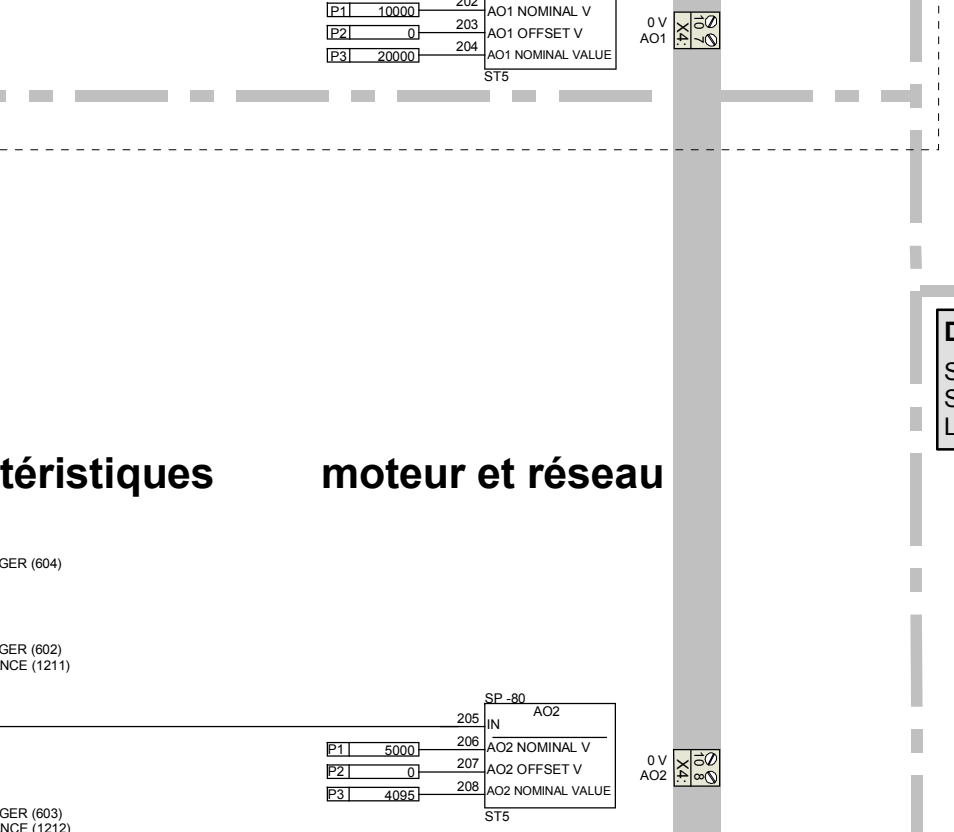 202
P1 10000 AO1 NOMINAL V
203
P2 0 AO1 OFFSET V
204
P3 20000 AO1 NOMINAL VALUE
ST5
0 V
AO1
X4:
10
7
D
S
S
L
téristiques moteur et réseau
GER (604)
GER (602)
NCE (1211)
SP -80
AO2
205
IN
206
P1 5000 AO2 NOMINAL V
207
P2 0 AO2 OFFSET V
208
P3 4095 AO2 NOMINAL VALUE
ST5
0 V
AO2
X4:
10
8
GER (603)
NCE (1212)